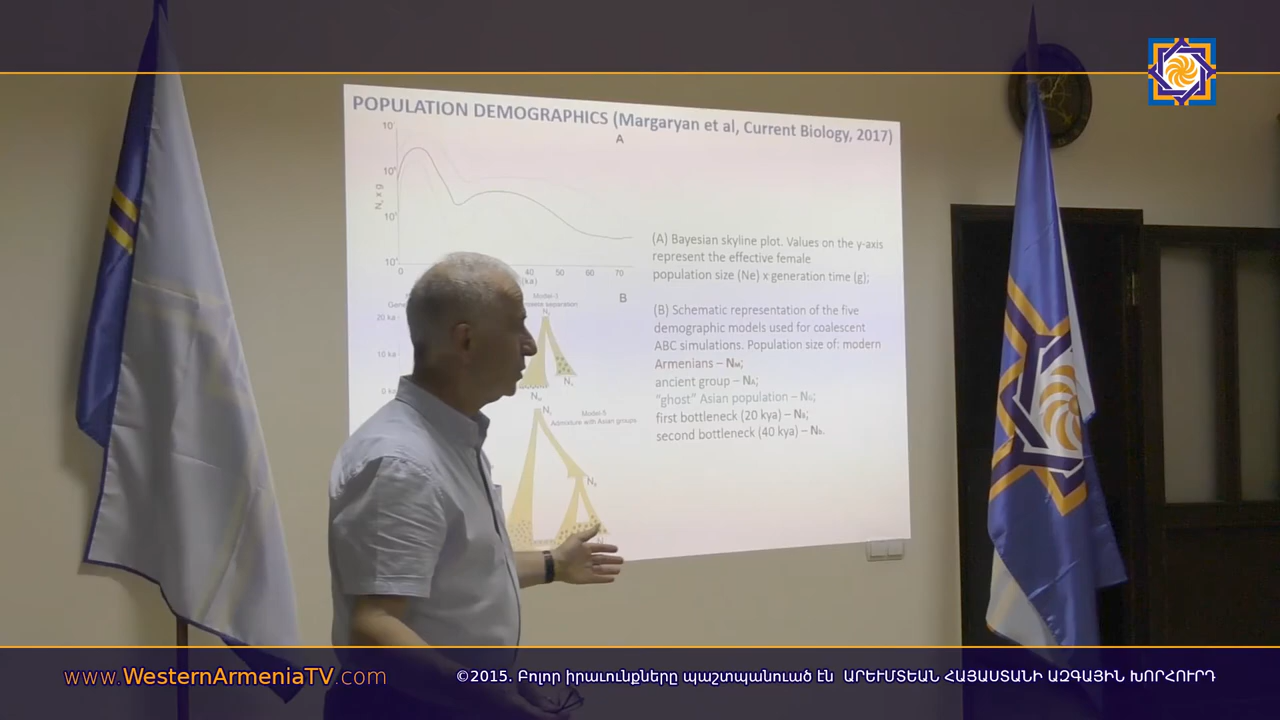 POPULATION DEMOGRAPHICS (Margaryan et al, Current Biology, 2017)
A
0
40 50 60 70
(ka)
(A) Bayesian skyline plot. Values on the y-axis
represent the effective female
population size (Ne) x generation time (g);
B
Model-
20 ka
10 ka
0 ka
(B) Schematic representation of the five
demographic models used for coalescent
ABC simulations. Population size of: modern
Armenians – NM;
ancient group – NA;
“ghost” Asian population – NG;
first bottleneck (20 kya) –
second bottleneck (40 kya) –
Model-5
Admixture with Asian groups
www.WesternArmeniaTV.com
©2015. Բոլոր իրաւունքները պաշտպանուած են ԱՐԵՒՄՏԵԱՆ ՀԱՅԱՍՏԱՆԻ ԱԶԳԱՅԻՆ ԽՈՐՀՈՒՐԴ